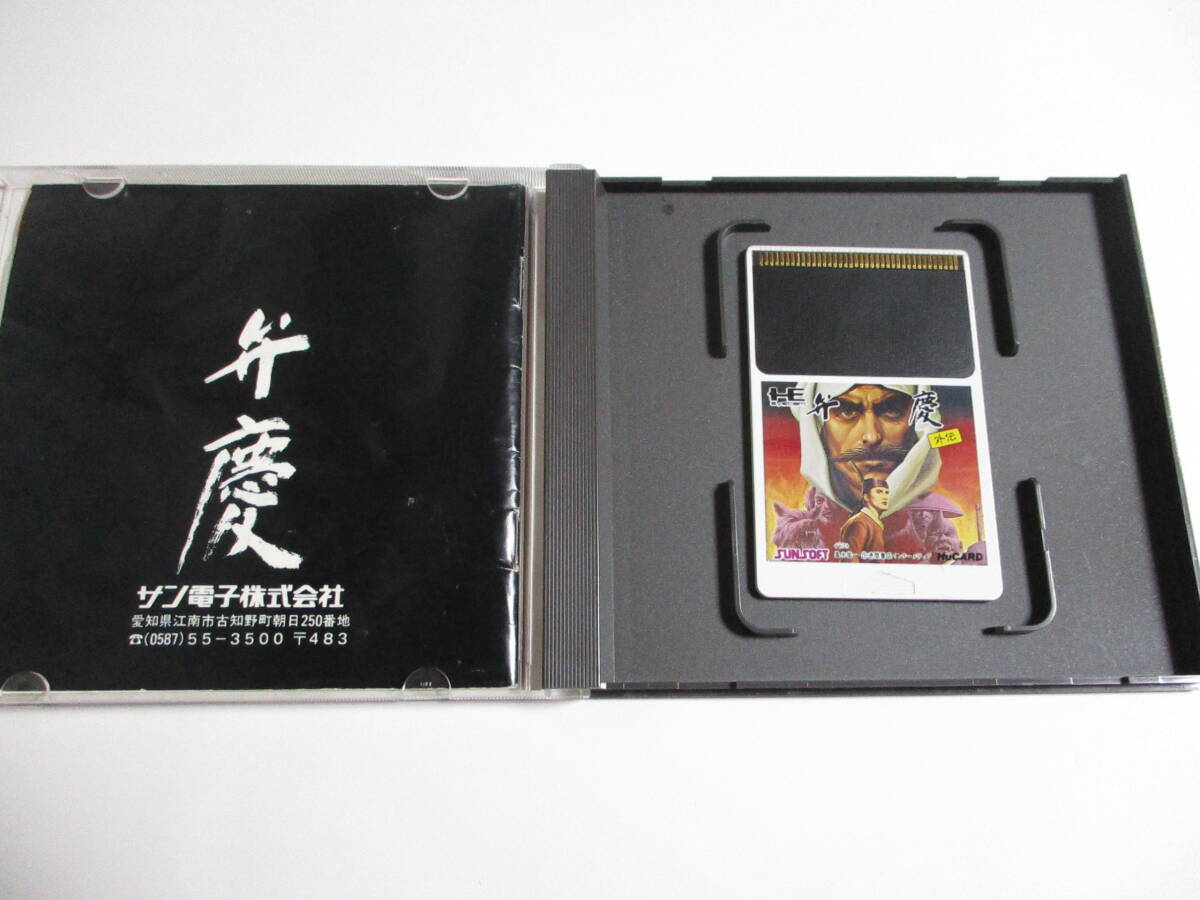 弁慶
サン電子株式会社
愛知県江南市古知野町朝日250番地
☎(0587)55-3500 〒483
HE
弁慶
外伝
SUNSOFT
HuCARD